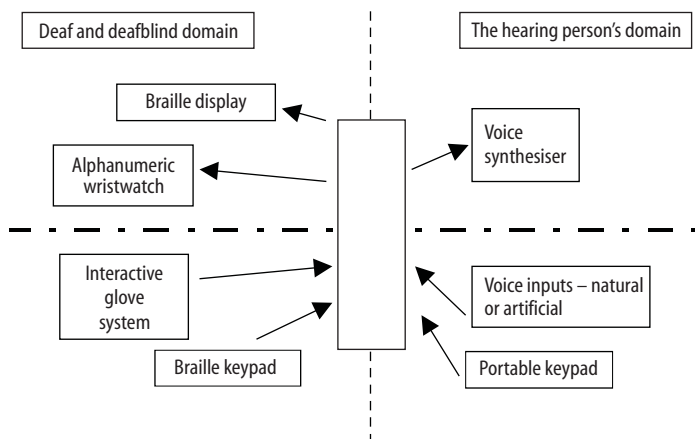 Deaf and deafblind domain
The hearing person's domain
Braille display
Voice
synthesiser
Alphanumeric
wristwatch
Interactive
glove
system
Voice inputs – natural
or artificial
Braille keypad
Portable keypad